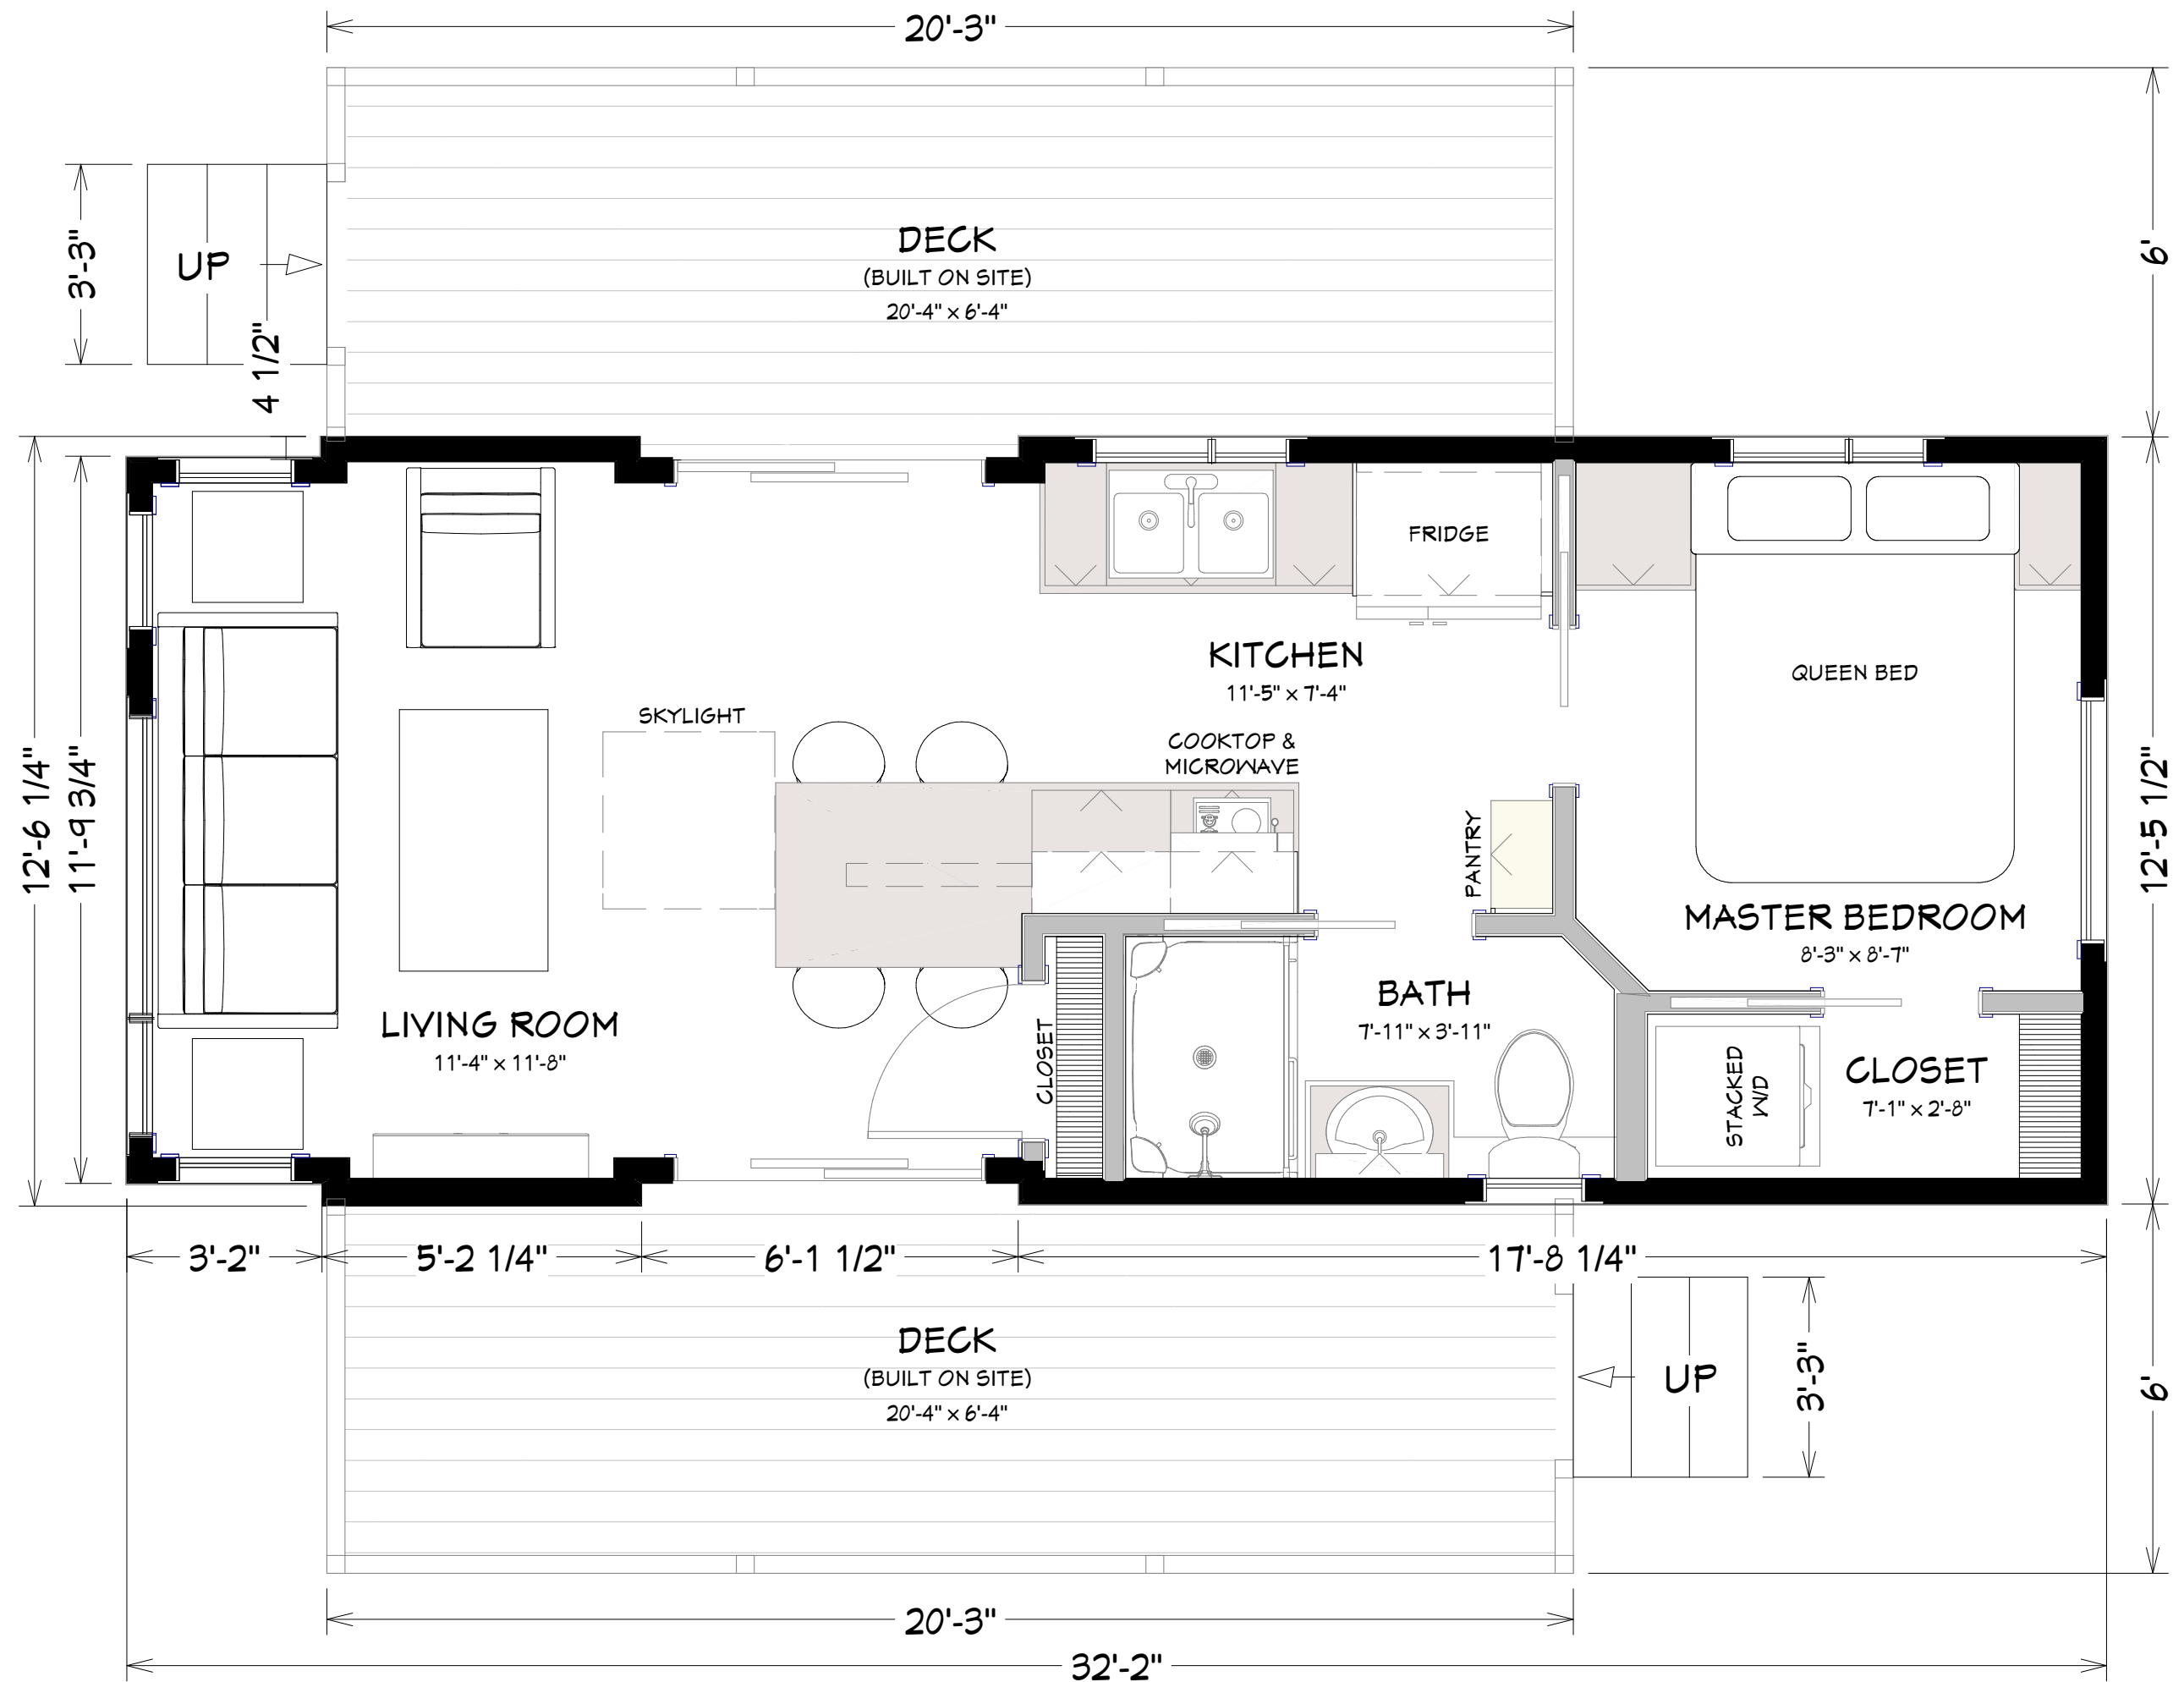 20'-3"
6'
3'-3"
UP
4 1/2"
DECK
(BUILT ON SITE)
20'-4" x 6'-4"
FRIDGE
KITCHEN
11'-5" x 7'-4"
QUEEN BED
SKYLIGHT
COOKTOP &
MICROWAVE
12'-6 1/4"
11'-9 3/4"
12'-5 1/2"
PANTRY
MASTER BEDROOM
8'-3" x 8'-7"
LIVING ROOM
11'-4" x 11'-8"
CLOSET
BATH
7'-11" x 3'-11"
STACKED
W/D
CLOSET
7'-1" x 2'-8"
3'-2"
5'-2 1/4"
6'-1 1/2"
17'-8 1/4"
DECK
(BUILT ON SITE)
20'-4" x 6'-4"
UP
3'-3"
6'
20'-3"
32'-2"